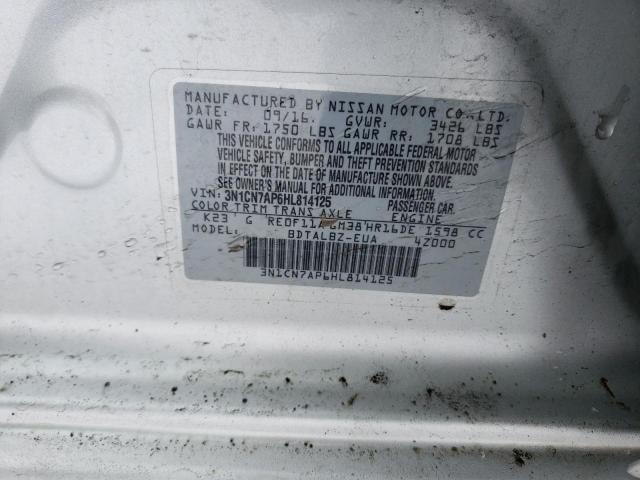 MANUFACTURED BY NISSAN MOTOR CO.,LTD.
DATE: 09/16 GVWR: 3426 LBS
GAWR FR: 1750 LBS GAWR RR: 1708 LBS
THIS VEHICLE CONFORMS TO ALL APPLICABLE FEDERAL MOTOR
VEHICLE SAFETY, BUMPER AND THEFT PREVENTION STANDARDS
IN EFFECT ON THE DATE OF MANUFACTURE SHOWN ABOVE.
SEE OWNER'S MANUAL FOR ADDITIONAL INFORMATION.
VIN: 3N1CN7AP6HL814125 PASSENGER CAR
COLOR TRIM TRANS AXLE ENGINE
K23 G RE0F11A GM38 HR16DE 1598 CC
BDTALBZ-EUA 4Z000
3N1CN7AP6HL814125